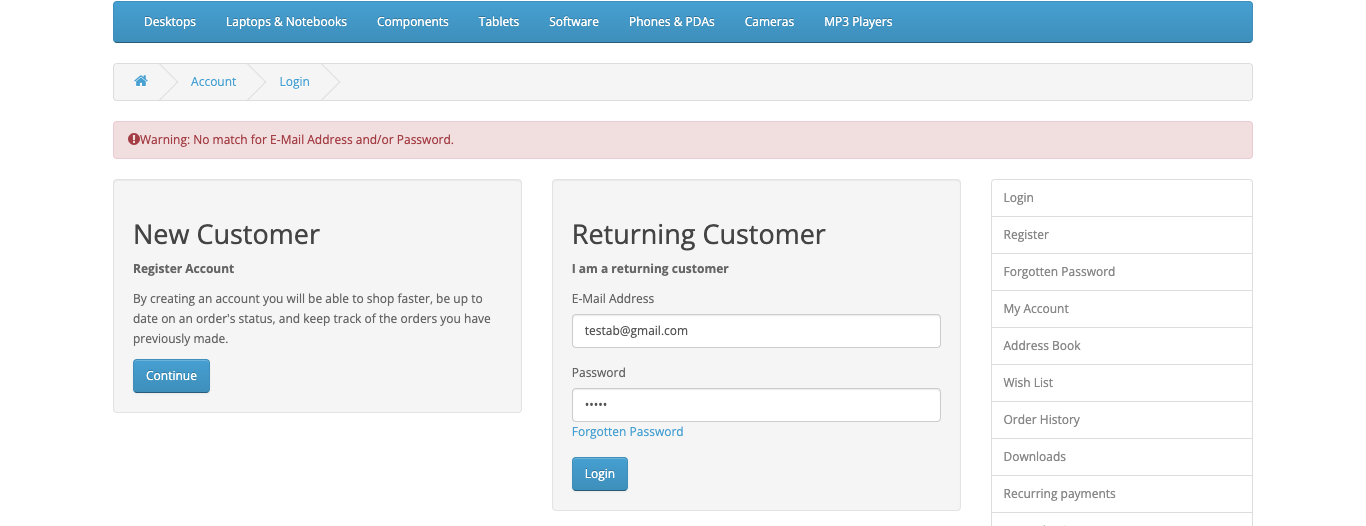 Desktops Laptops & Notebooks Components Tablets Software Phones & PDAs Cameras MP3 Players
Account Login
Warning: No match for E-Mail Address and/or Password.
New Customer
Register Account
By creating an account you will be able to shop faster, be up to
date on an order's status, and keep track of the orders you have
previously made.
Continue
Returning Customer
I am a returning customer
E-Mail Address
testab@gmail.com
Password
•••••
Forgotten Password
Login
Login
Register
Forgotten Password
My Account
Address Book
Wish List
Order History
Downloads
Recurring payments